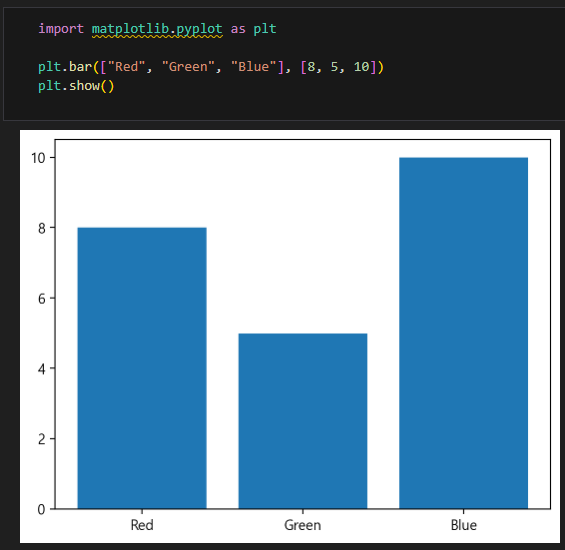 import matplotlib.pyplot as plt
plt.bar(["Red", "Green", "Blue"], [8, 5, 10])
plt.show()
10
8
6
4
2
0
Red Green Blue